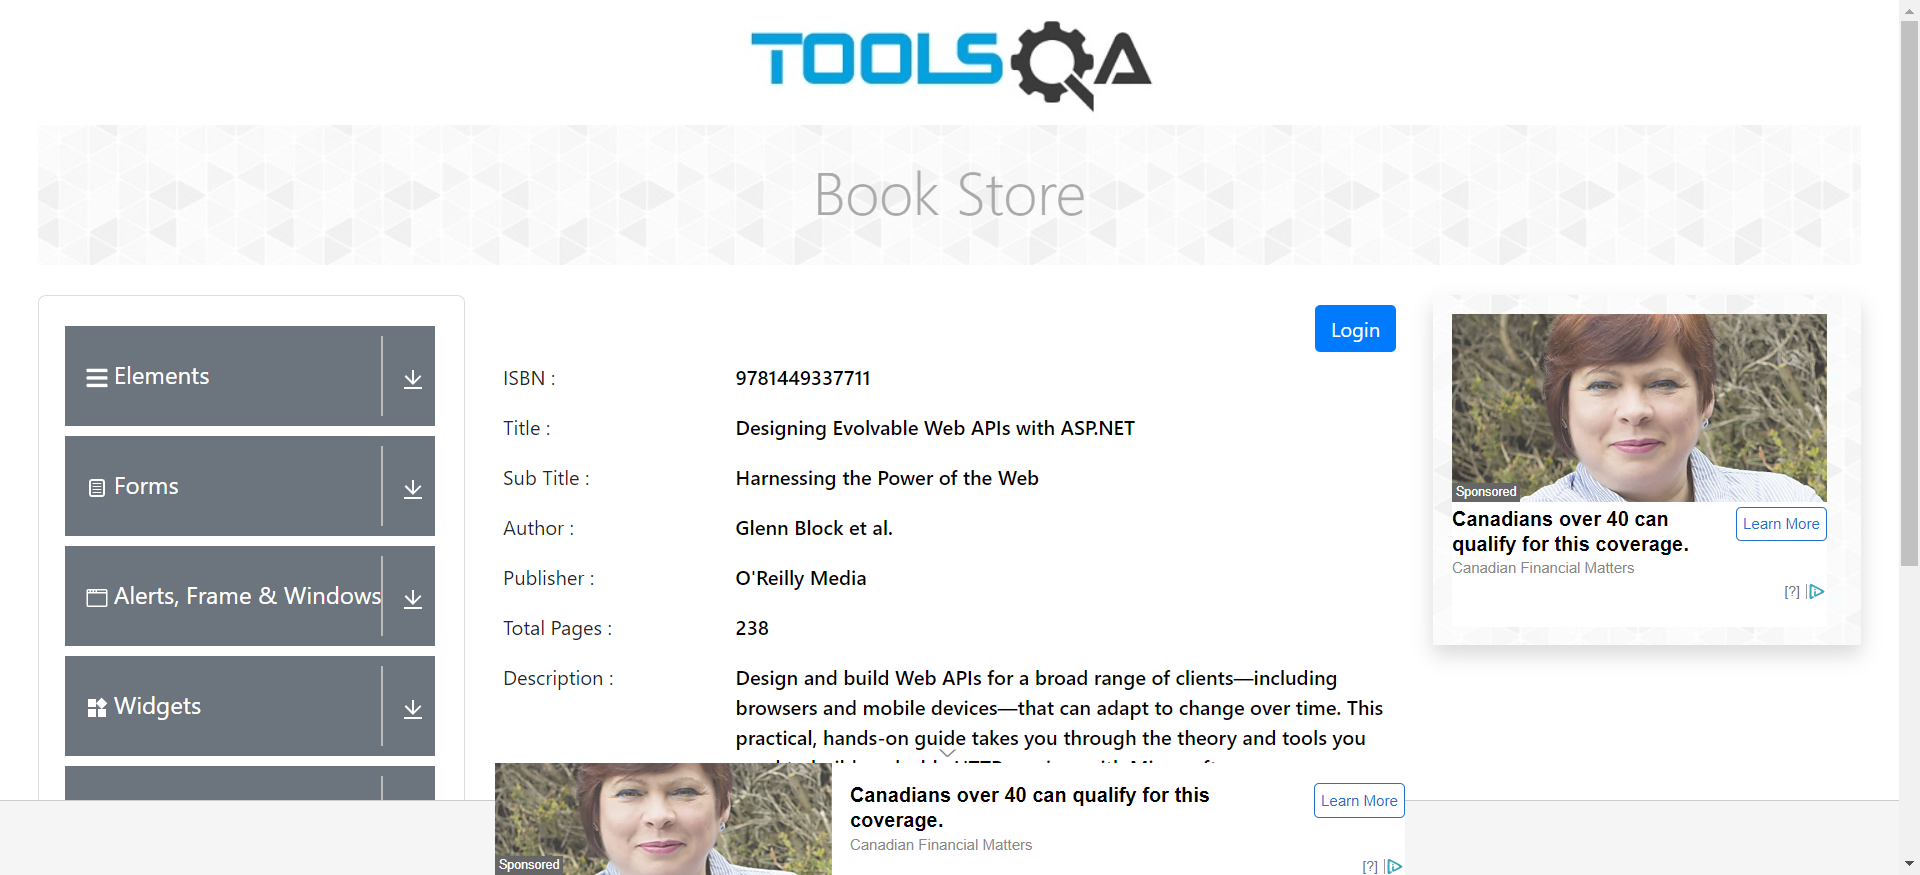 TOOLSQA
Book Store
Elements
Forms
Alerts, Frame & Windows
Widgets
Login
ISBN : 9781449337711
Title : Designing Evolvable Web APIs with ASP.NET
Sub Title : Harnessing the Power of the Web
Author : Glenn Block et al.
Publisher : O'Reilly Media
Total Pages : 238
Description : Design and build Web APIs for a broad range of clients—including
browsers and mobile devices—that can adapt to change over time. This
practical, hands-on guide takes you through the theory and tools you
Sponsored
Canadians over 40 can
qualify for this coverage.
Canadian Financial Matters
Learn More
[?]
Sponsored
Canadians over 40 can qualify for this
coverage.
Canadian Financial Matters
Learn More
[?]